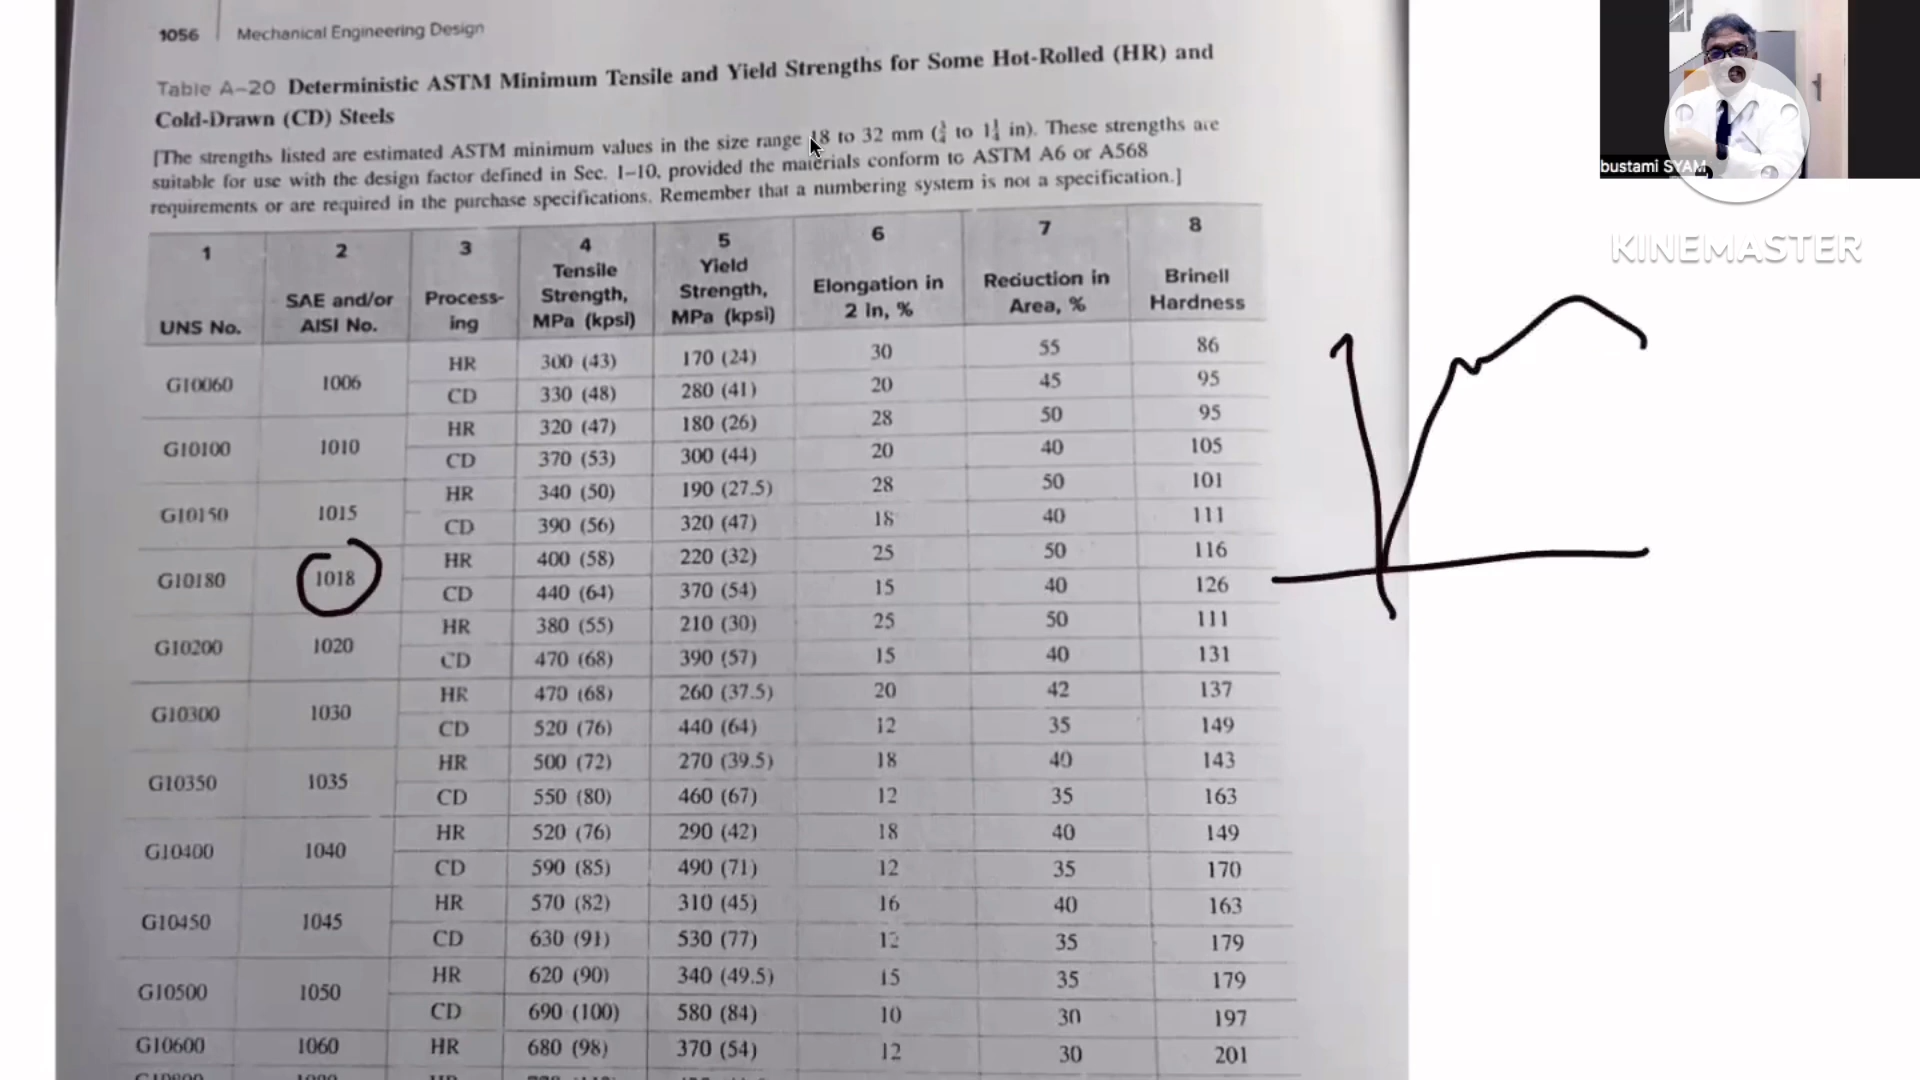 1056 | Mechanical Engineering Design
Table A–20 Deterministic ASTM Minimum Tensile and Yield Strengths for Some Hot-Rolled (HR) and
Cold-Drawn (CD) Steels
[The strengths listed are estimated ASTM minimum values in the size range 18 to 32 mm (3/4 to 1 1/4 in). These strengths are
suitable for use with the design factor defined in Sec. 1–10, provided the materials conform to ASTM A6 or A568
requirements or are required in the purchase specifications. Remember that a numbering system is not a specification.]
1 2 3 4 5 6 7 8
UNS No. SAE and/or AISI No. Process-ing Tensile Strength, MPa (kpsi) Yield Strength, MPa (kpsi) Elongation in 2 in, % Reduction in Area, % Brinell Hardness
G10060 1006 HR 300 (43) 170 (24) 30 55 86
CD 330 (48) 280 (41) 20 45 95
G10100 1010 HR 320 (47) 180 (26) 28 50 95
CD 370 (53) 300 (44) 20 40 105
G10150 1015 HR 340 (50) 190 (27.5) 28 50 101
CD 390 (56) 320 (47) 18 40 111
G10180 1018 HR 400 (58) 220 (32) 25 50 116
CD 440 (64) 370 (54) 15 40 126
G10200 1020 HR 380 (55) 210 (30) 25 50 111
CD 470 (68) 390 (57) 15 40 131
G10300 1030 HR 470 (68) 260 (37.5) 20 42 137
CD 520 (76) 440 (64) 12 35 149
G10350 1035 HR 500 (72) 270 (39.5) 18 40 143
CD 550 (80) 460 (67) 12 35 163
G10400 1040 HR 520 (76) 290 (42) 18 40 149
CD 590 (85) 490 (71) 12 35 170
G10450 1045 HR 570 (82) 310 (45) 16 40 163
CD 630 (91) 530 (77) 12 35 179
G10500 1050 HR 620 (90) 340 (49.5) 15 35 179
CD 690 (100) 580 (84) 10 30 197
G10600 1060 HR 680 (98) 370 (54) 12 30 201
bustami SYAM
KINEMASTER